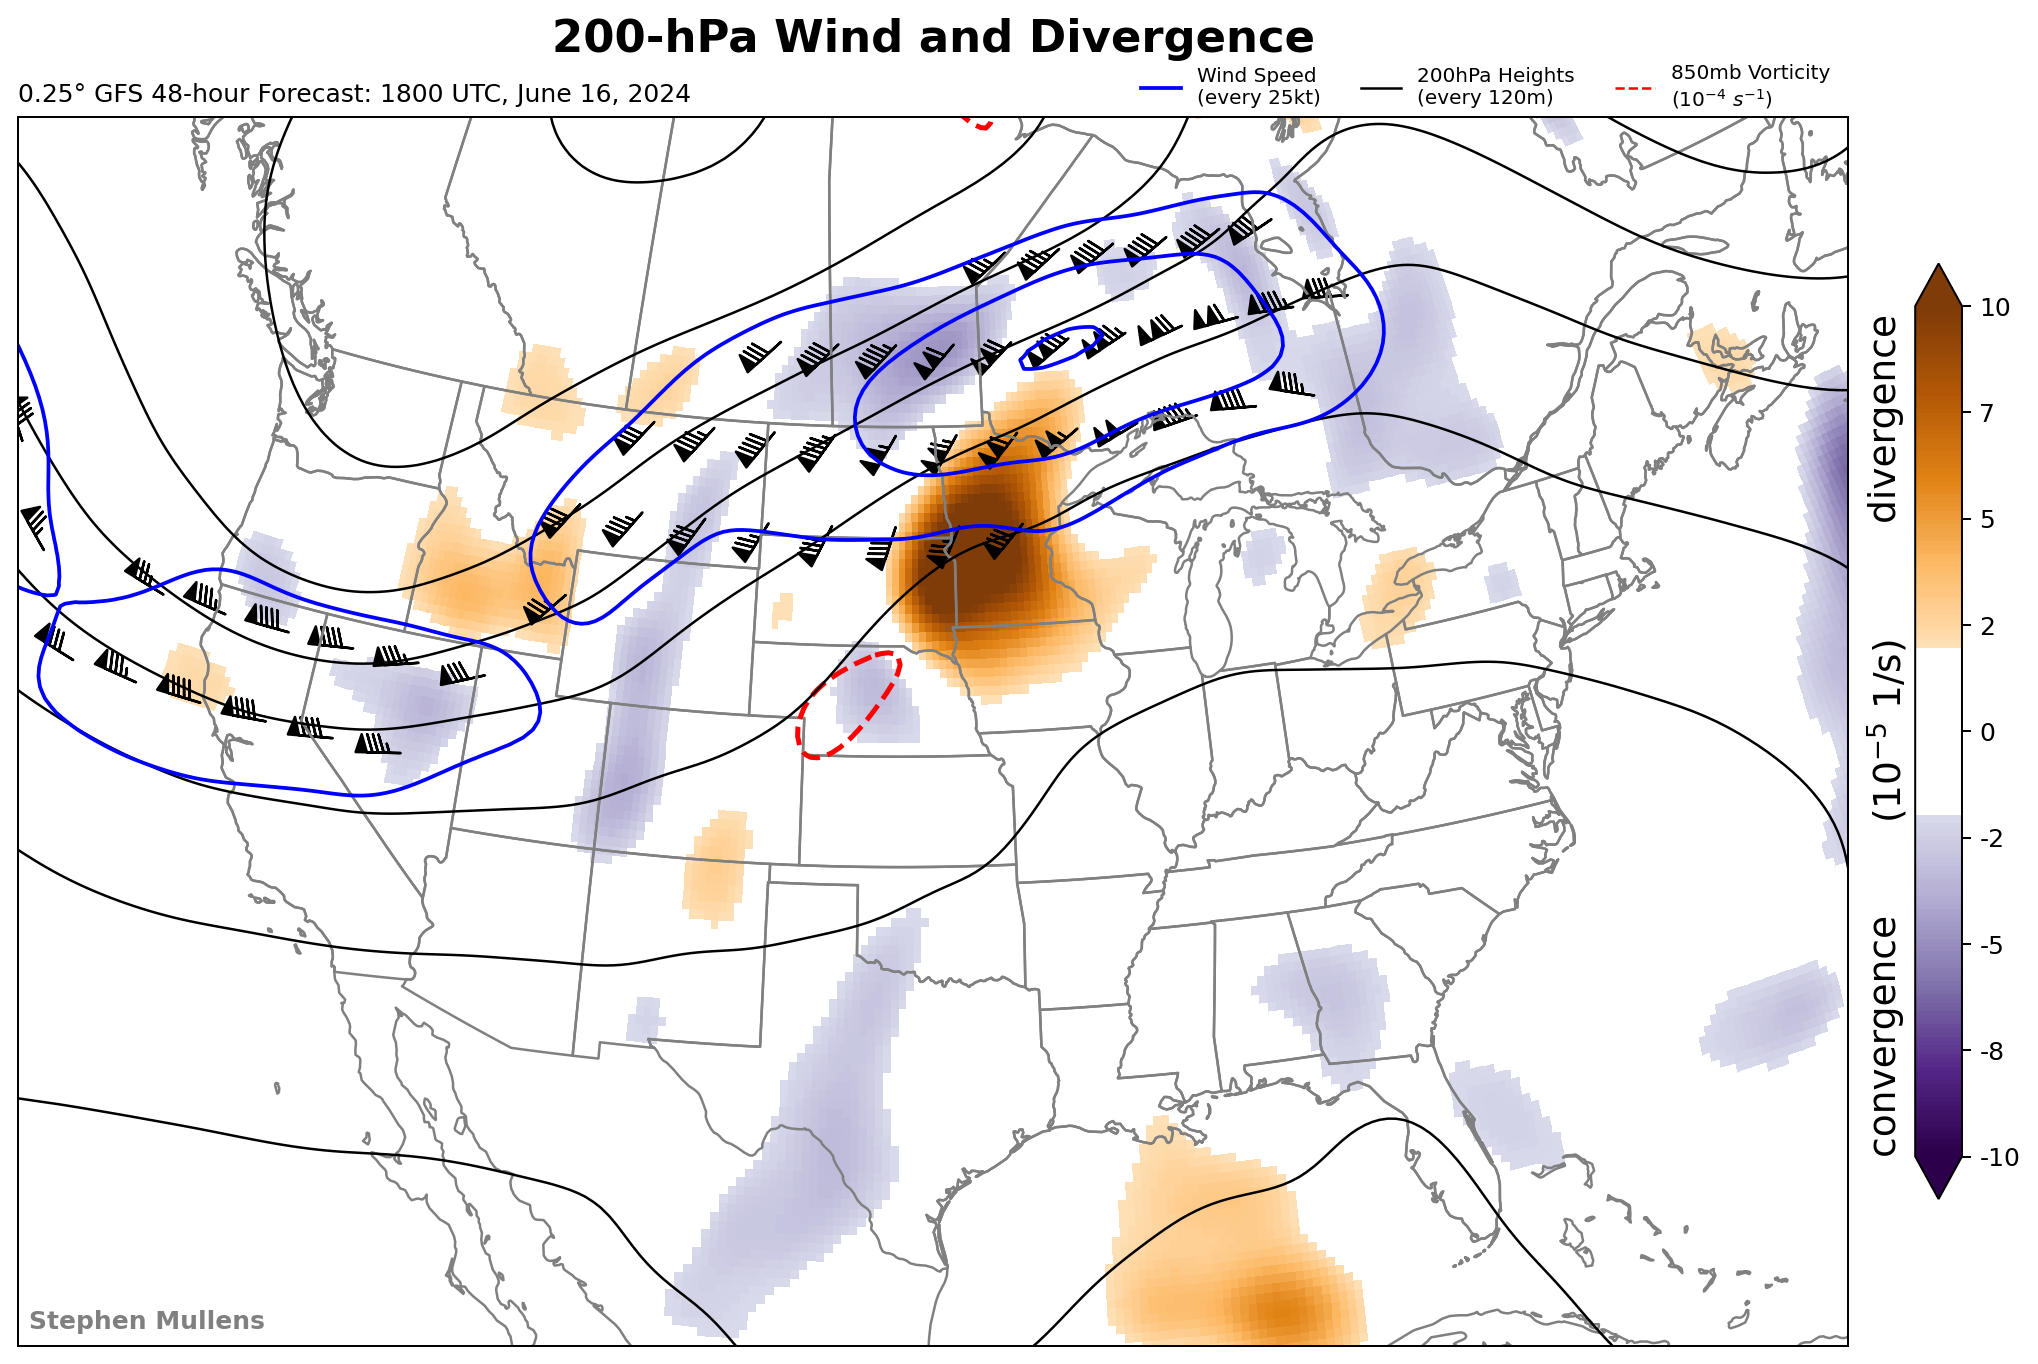 200-hPa Wind and Divergence
0.25° GFS 48-hour Forecast: 1800 UTC, June 16, 2024
Wind Speed
(every 25kt)
200hPa Heights
(every 120m)
850mb Vorticity
(10⁻⁴ s⁻¹)
10
7
5
2
0
-2
-5
-8
-10
convergence (10⁻⁵ 1/s) divergence
Stephen Mullens